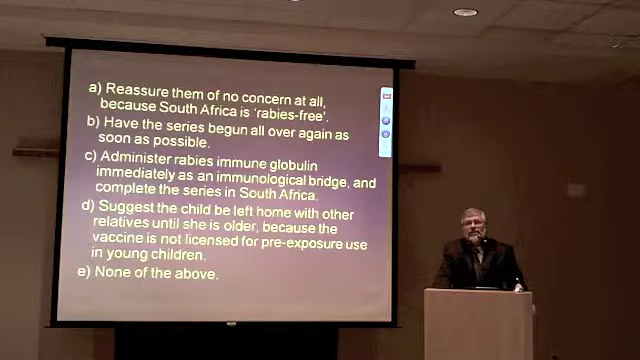 a) Reassure them of no concern at all,
because South Africa is 'rabies-free'.
b) Have the series begun all over again as
soon as possible.
c) Administer rabies immune globulin
immediately as an immunological bridge, and
complete the series in South Africa.
d) Suggest the child be left home with other
relatives until she is older, because the
vaccine is not licensed for pre-exposure use
in young children.
e) None of the above.